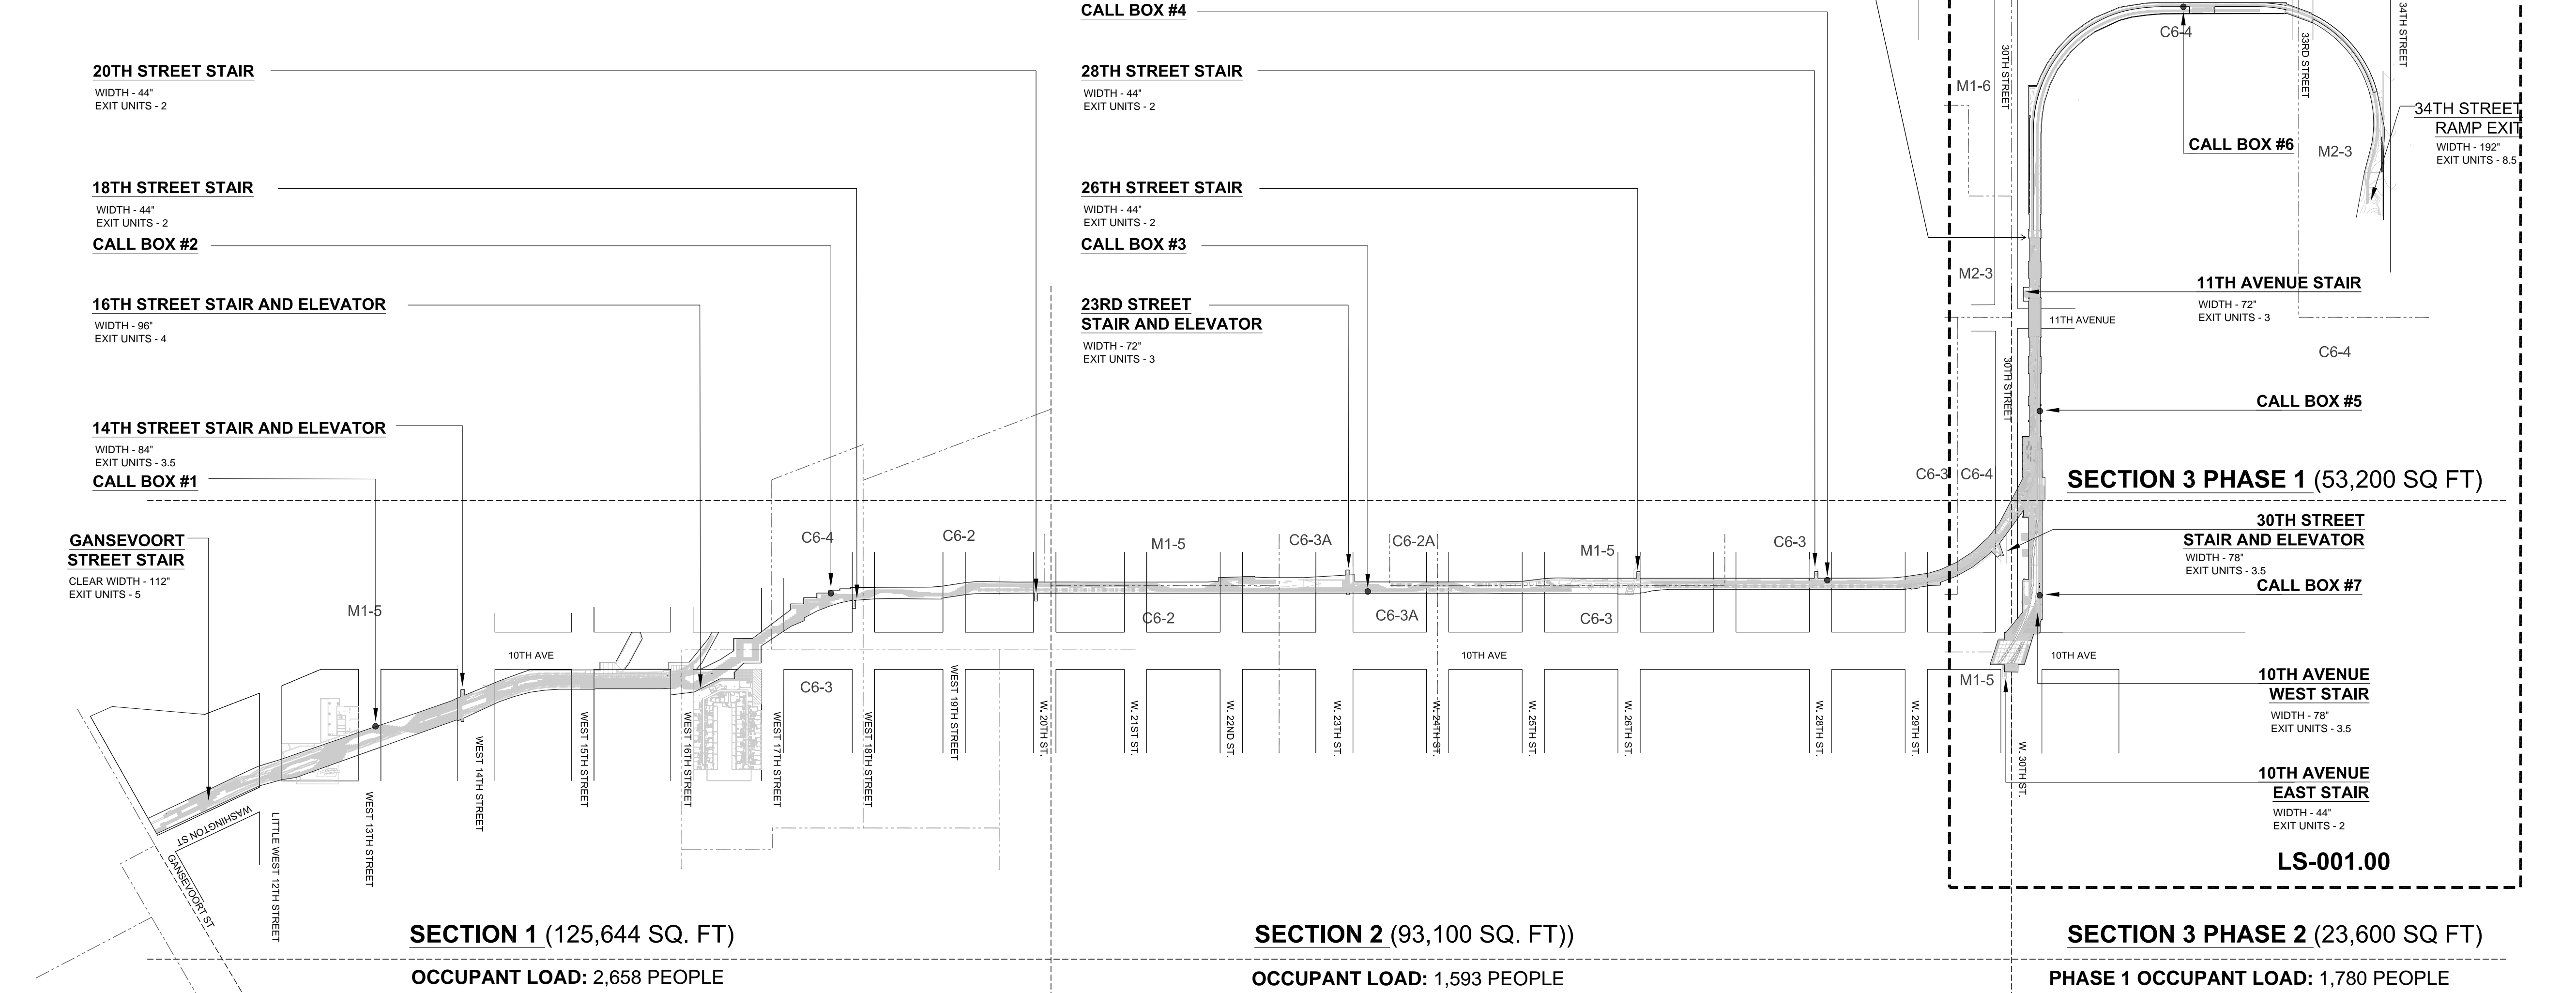 20TH STREET STAIR
WIDTH - 44"
EXIT UNITS - 2
18TH STREET STAIR
WIDTH - 44"
EXIT UNITS - 2
CALL BOX #2
16TH STREET STAIR AND ELEVATOR
WIDTH - 96"
EXIT UNITS - 4
14TH STREET STAIR AND ELEVATOR
WIDTH - 84"
EXIT UNITS - 3.5
CALL BOX #1
GANSEVOORT
STREET STAIR
CLEAR WIDTH - 112"
EXIT UNITS - 5
M1-5
CALL BOX #4
28TH STREET STAIR
WIDTH - 44"
EXIT UNITS - 2
26TH STREET STAIR
WIDTH - 44"
EXIT UNITS - 2
CALL BOX #3
23RD STREET
STAIR AND ELEVATOR
WIDTH - 72"
EXIT UNITS - 3
C6-4
C6-2
M1-5
C6-3A
C6-2A
M1-5
C6-3
C6-2
C6-3A
C6-3
10TH AVE
10TH AVE
C6-3
WASHINGTON ST
GANSEVOORT ST
LITTLE WEST 12TH STREET
WEST 13TH STREET
WEST 14TH STREET
WEST 15TH STREET
WEST 16TH STREET
WEST 17TH STREET
WEST 18TH STREET
WEST 19TH STREET
W. 20TH ST.
W. 21ST ST.
W. 22ND ST.
W. 23TH ST.
W. 24TH ST.
W. 25TH ST.
W. 26TH ST.
W. 28TH ST.
W. 29TH ST.
W. 30TH ST.
C6-4
30TH STREET
33RD STREET
34TH STREET
M1-6
34TH STREET
RAMP EXIT
WIDTH - 192"
EXIT UNITS - 8.5
CALL BOX #6
M2-3
M2-3
11TH AVENUE STAIR
WIDTH - 72"
EXIT UNITS - 3
11TH AVENUE
C6-4
30TH STREET
CALL BOX #5
C6-3
C6-4
SECTION 3 PHASE 1 (53,200 SQ FT)
30TH STREET
STAIR AND ELEVATOR
WIDTH - 78"
EXIT UNITS - 3.5
CALL BOX #7
10TH AVE
M1-5
10TH AVENUE
WEST STAIR
WIDTH - 78"
EXIT UNITS - 3.5
10TH AVENUE
EAST STAIR
WIDTH - 44"
EXIT UNITS - 2
LS-001.00
SECTION 1 (125,644 SQ. FT)
SECTION 2 (93,100 SQ. FT))
SECTION 3 PHASE 2 (23,600 SQ FT)
OCCUPANT LOAD: 2,658 PEOPLE
OCCUPANT LOAD: 1,593 PEOPLE
PHASE 1 OCCUPANT LOAD: 1,780 PEOPLE